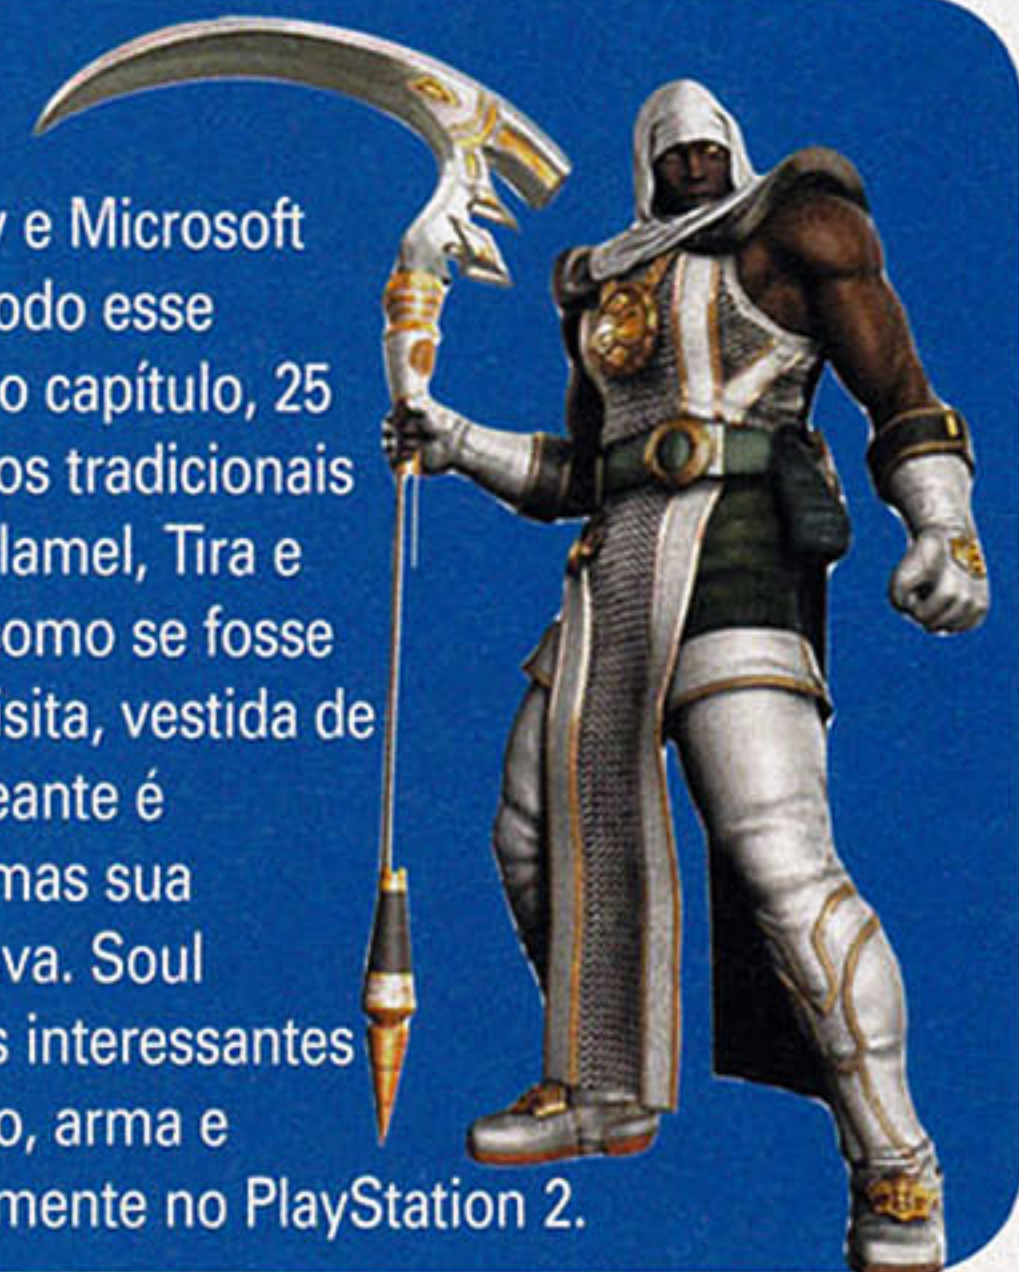 e Microsoft
odo esse
o capítulo, 25
os tradicionais
lamel, Tira e
omo se fosse
isita, vestida de
eante é
mas sua
va. Soul
s interessantes
o, arma e
mente no PlayStation 2.